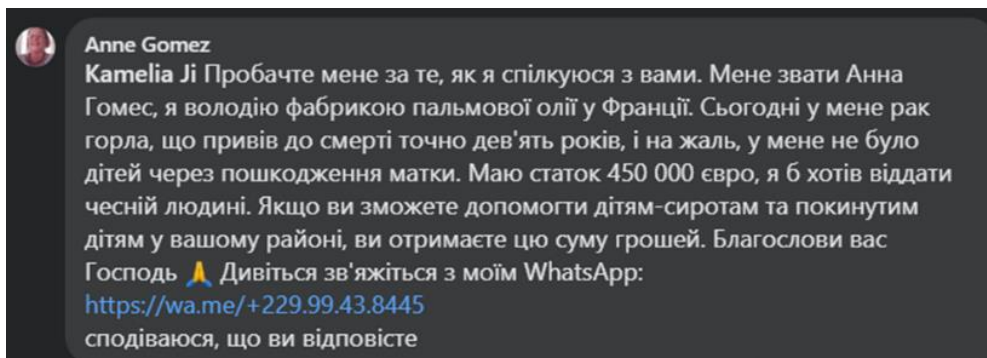 Anne Gomez
Kamelia Ji Пробачте мене за те, як я спілкуюся з вами. Мене звати Анна
Гомес, я володію фабрикою пальмової олії у Франції. Сьогодні у мене рак
горла, що привів до смерті точно дев'ять років, і на жаль, у мене не було
дітей через пошкодження матки. Маю статок 450 000 євро, я б хотів віддати
чесній людині. Якщо ви зможете допомогти дітям-сиротам та покинутим
дітям у вашому районі, ви отримаєте цю суму грошей. Благослови вас
Господь 🙏 Дивіться зв'яжіться з моїм WhatsApp:
https://wa.me/+229.99.43.8445
сподіваюся, що ви відповісте